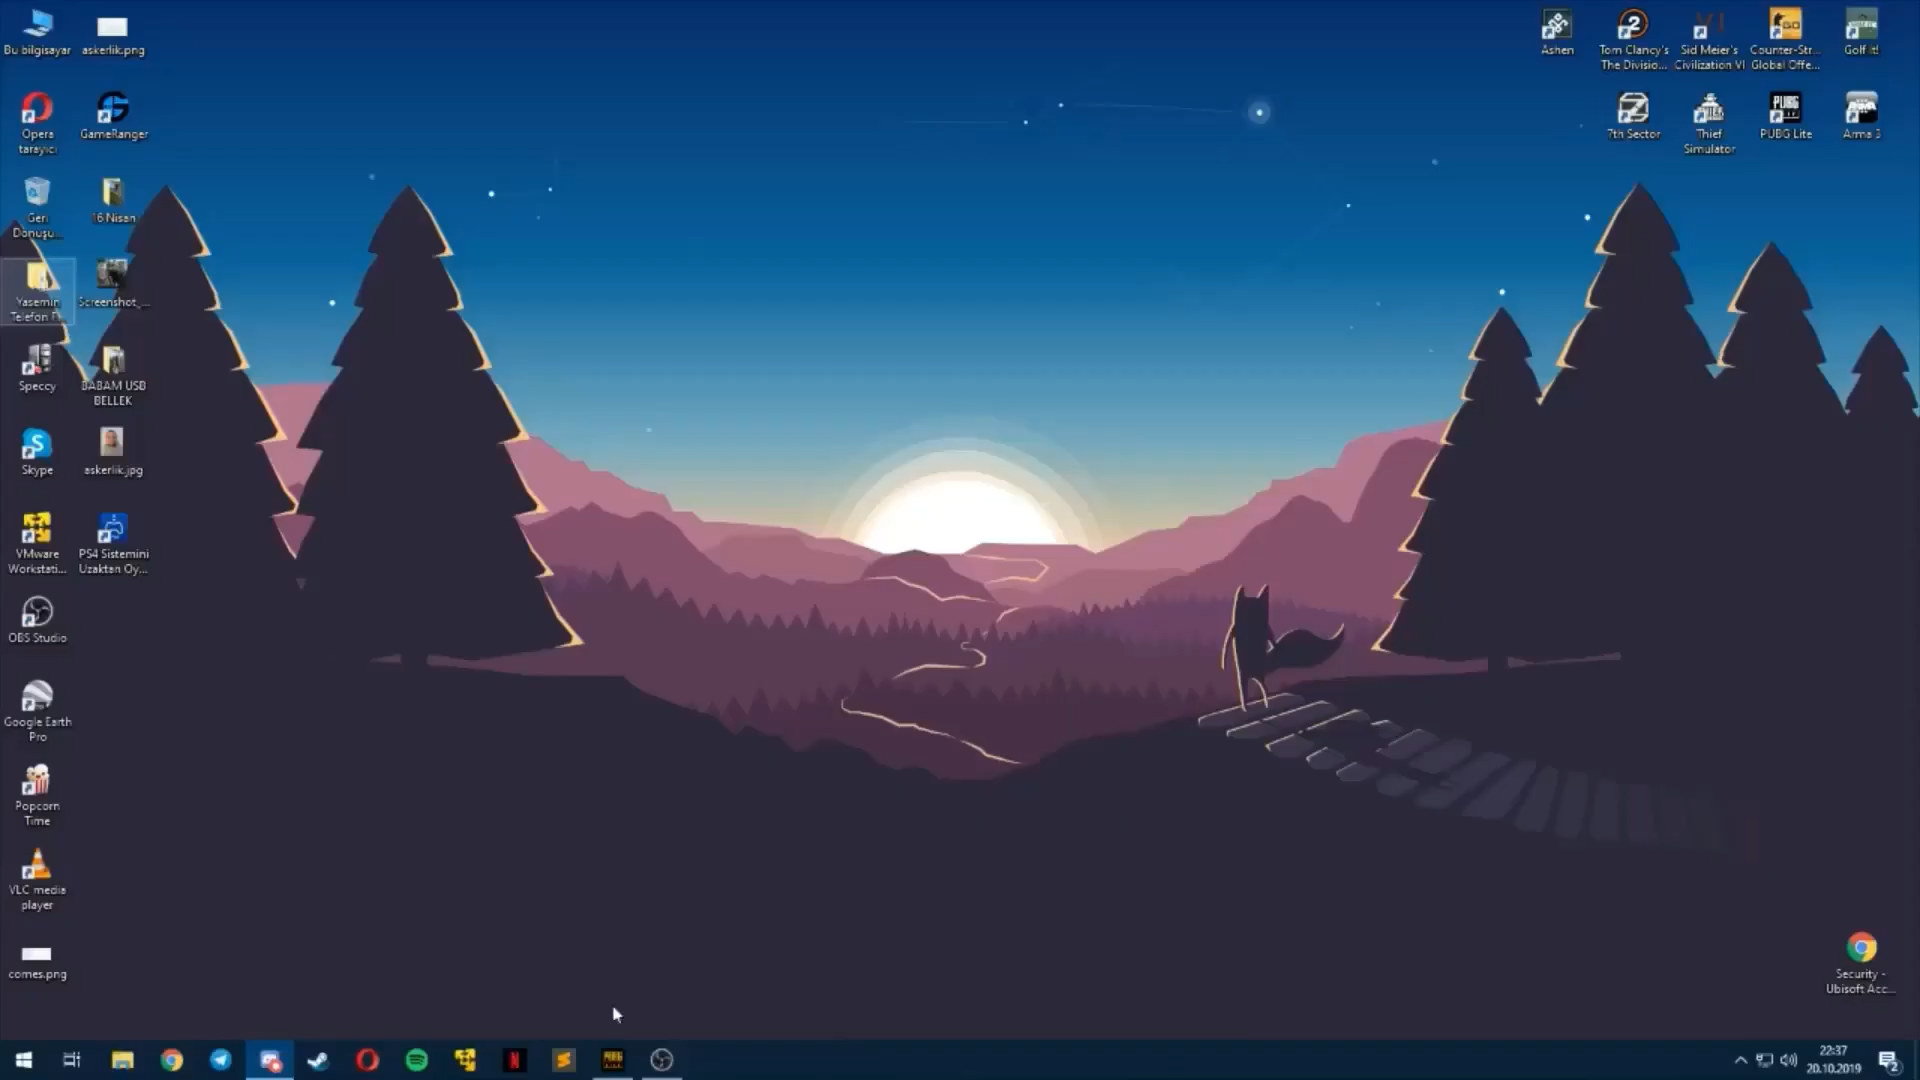 Bu bilgisayar
askerlik.png
Opera
tarayıcı
GameRanger
Geri
Dönüşü...
16 Nisan
Yasemin
Telefon F...
Screenshot_...
Speccy
BABAM USB
BELLEK
Skype
askerlik.jpg
VMware
Workstati...
PS4 Sistemini
Uzaktan Oy...
OBS Studio
Google Earth
Pro
Popcorn
Time
VLC media
player
comes.png
Ashen
Tom Clancy's
The Divisio...
Sid Meier's
Civilization VI
Counter-Str...
Global Offe...
Golf It!
7th Sector
Thief
Simulator
PUBG Lite
Arma 3
Security -
Ubisoft Acc...
22:37
20.10.2019
2